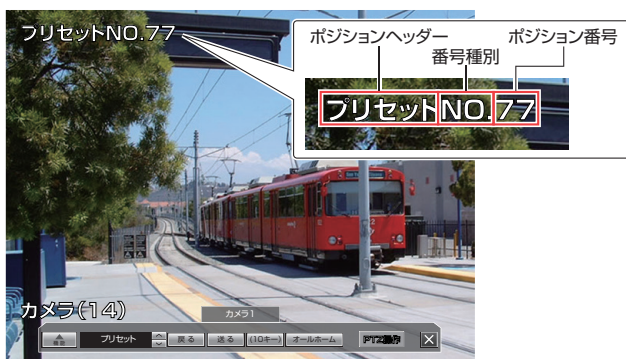 プリセットNO.77
ポジションヘッダー
番号種別
ポジション番号
プリセットNO.77
カメラ(14)
カメラ1
プリセット
戻る
送る
(10キー)
オールホーム
PTZ操作